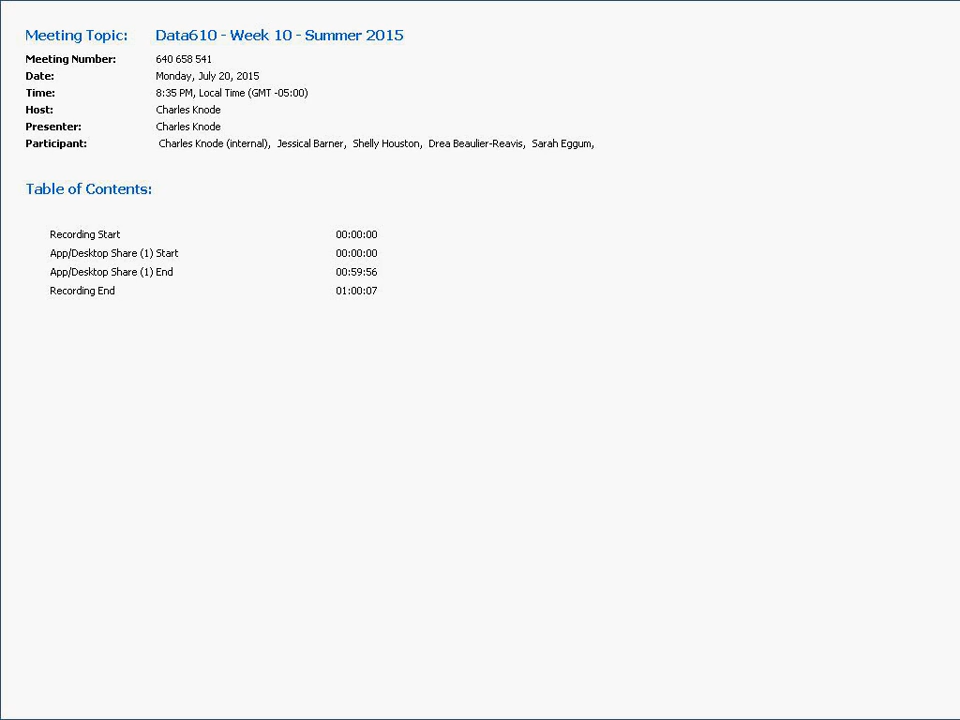 Meeting Topic: Data610 - Week 10 - Summer 2015
Meeting Number: 640 658 541
Date: Monday, July 20, 2015
Time: 8:35 PM, Local Time (GMT -05:00)
Host: Charles Knode
Presenter: Charles Knode
Participant: Charles Knode (internal), Jessical Barner, Shelly Houston, Drea Beaulier-Reavis, Sarah Eggum,
Table of Contents:
Recording Start 00:00:00
App/Desktop Share (1) Start 00:00:00
App/Desktop Share (1) End 00:59:56
Recording End 01:00:07